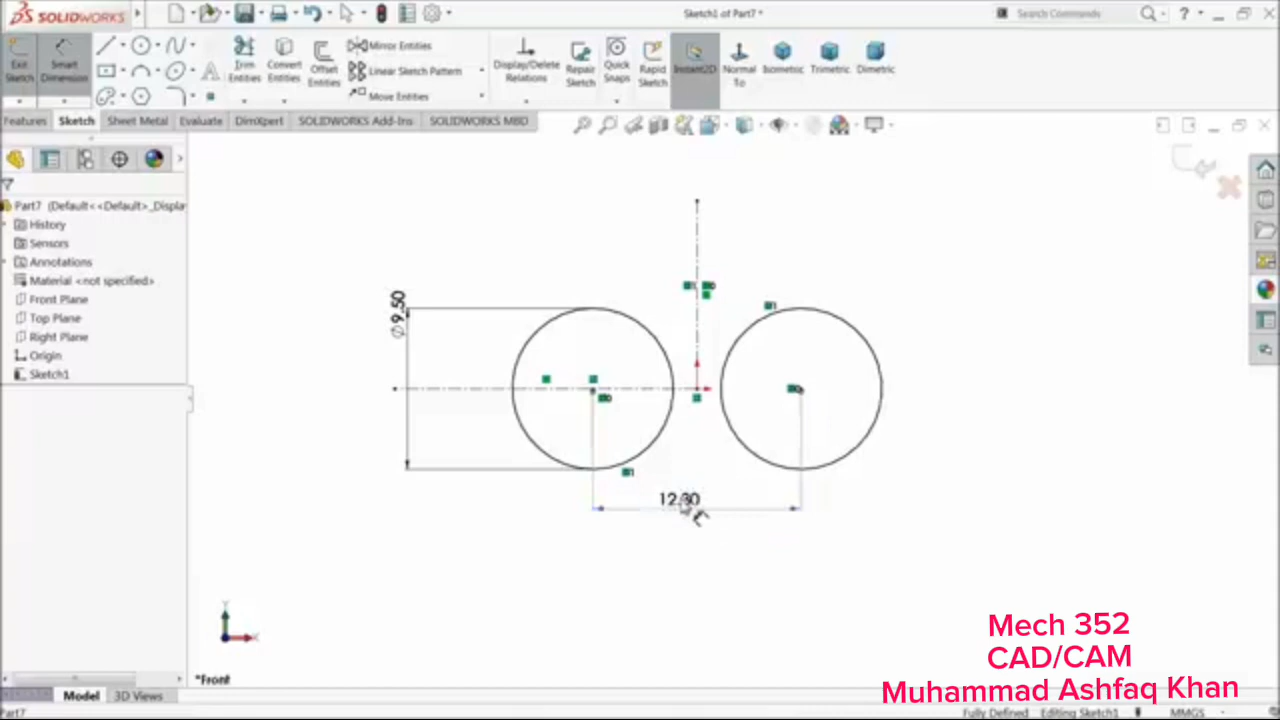 SOLIDWORKS
Sketch1 of Part7 *
Search Commands
Exit Sketch
Smart Dimension
Trim Entities
Convert Entities
Offset Entities
Mirror Entities
Linear Sketch Pattern
Move Entities
Display/Delete Relations
Repair Sketch
Quick Snaps
Rapid Sketch
Instant2D
Normal To
Isometric
Trimetric
Dimetric
Features Sketch Sheet Metal Evaluate DimXpert SOLIDWORKS Add-Ins SOLIDWORKS MBD
Part7 (Default<<Default>_Displa
History
Sensors
Annotations
Material <not specified>
Front Plane
Top Plane
Right Plane
Origin
Sketch1
∅9.50
Y
X
*Front
Mech 352
CAD/CAM
Muhammad Ashfaq Khan
Model 3D Views
Part7
Fully Defined Editing Sketch1 MMGS